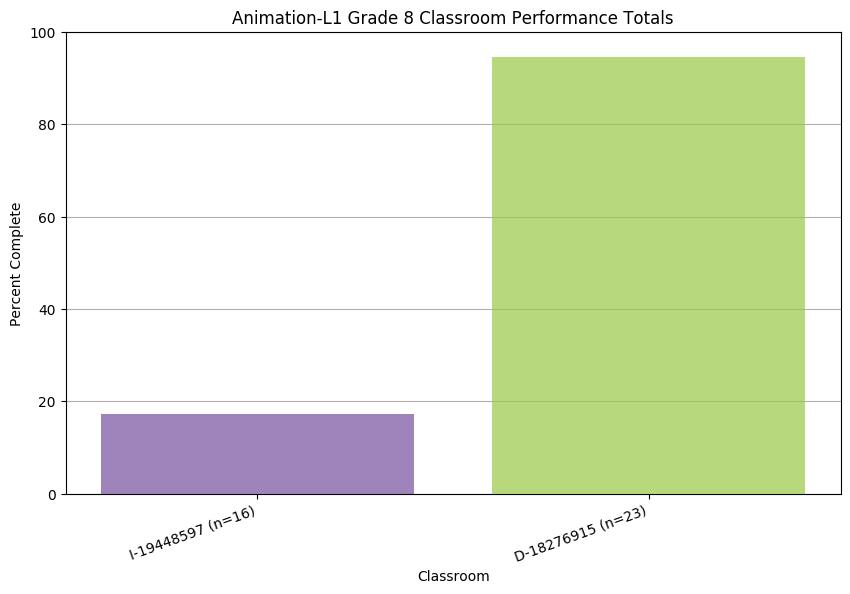 Animation-L1 Grade 8 Classroom Performance Totals
100
80
60
40
20
0
Percent Complete
I-19448597 (n=16)
D-18276915 (n=23)
Classroom